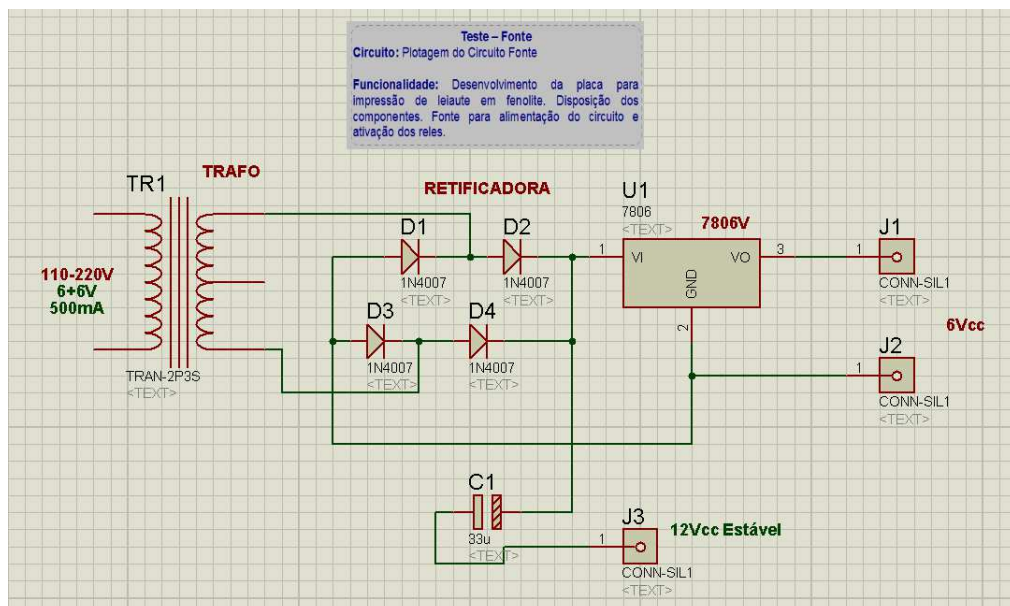 Teste – Fonte
Circuito: Plotagem do Circuito Fonte
Funcionalidade: Desenvolvimento da placa para
impressão de leiaute em fenolite. Disposição dos
componentes. Fonte para alimentação do circuito e
ativação dos reles.
TR1
TRAFO
110-220V
6+6V
500mA
TRAN-2P3S
<TEXT>
RETIFICADORA
D1
1N4007
<TEXT>
D2
1N4007
<TEXT>
D3
1N4007
<TEXT>
D4
1N4007
<TEXT>
U1
7806
<TEXT>
7806V
1
VI
VO
3
GND
2
J1
1
CONN-SIL1
<TEXT>
6Vcc
J2
1
CONN-SIL1
<TEXT>
C1
33u
<TEXT>
J3
1
12Vcc Estável
CONN-SIL1
<TEXT>